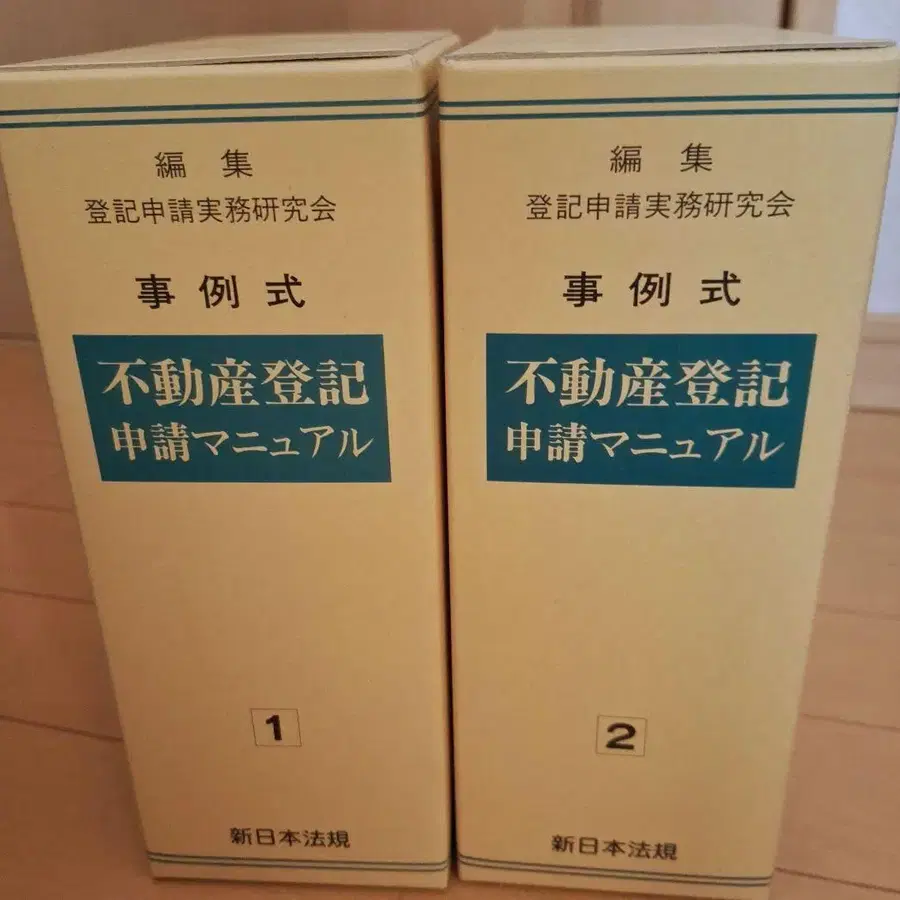 編集
登記申請実務研究会
事例式
不動産登記
申請マニュアル
1
新日本法規
編集
登記申請実務研究会
事例式
不動産登記
申請マニュアル
2
新日本法規